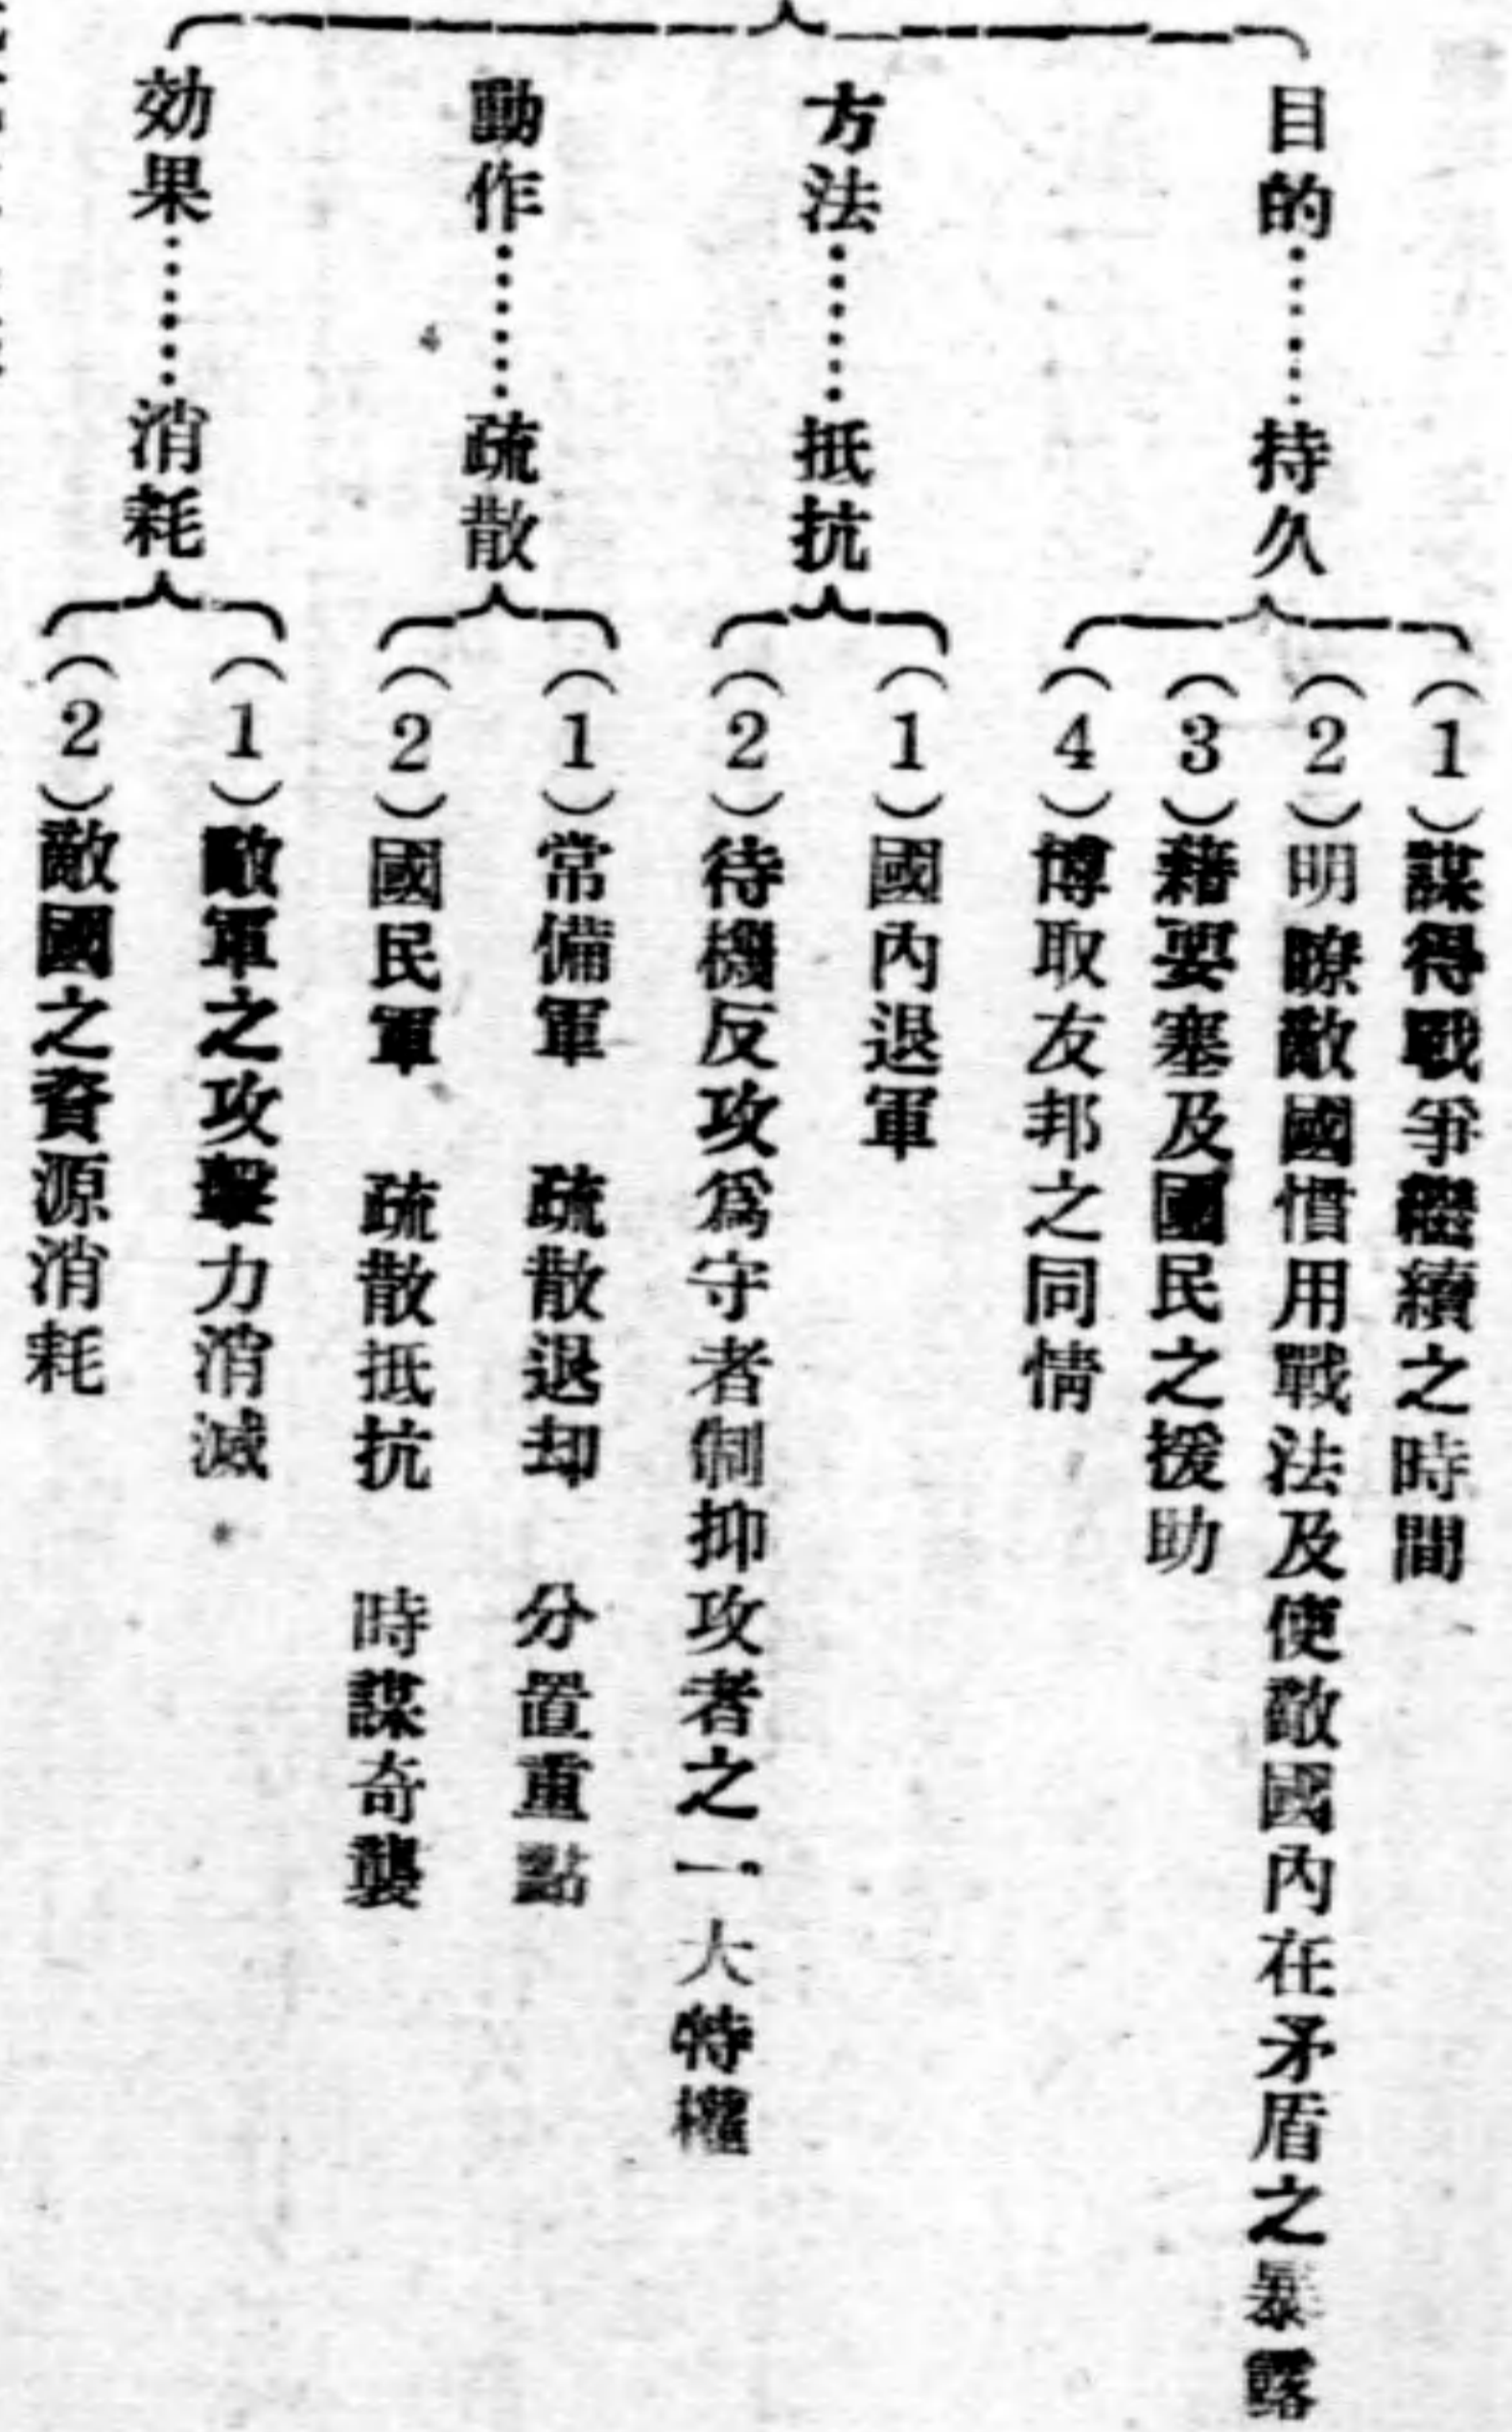 目的……持久
(1)謀得戰爭繼續之時間
(2)明瞭敵國慣用戰法及使敵國內在矛盾之暴露
(3)藉要塞及國民之援助
(4)博取友邦之同情
方法……抵抗
(1)國內退軍
(2)待機反攻爲守者制抑攻者之一大特權
動作……疏散
(1)常備軍 疏散退却 分置重點
(2)國民軍 疏散抵抗 時謀奇襲
効果……消耗
(1)敵軍之攻擊力消滅
(2)敵國之資源消耗